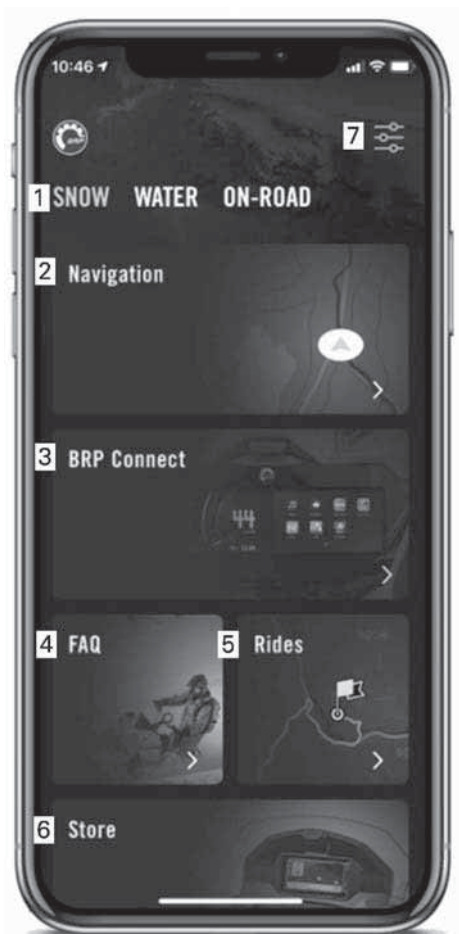 10:46
7
1 SNOW WATER ON-ROAD
2 Navigation
3 BRP Connect
4 FAQ 5 Rides
6 Store